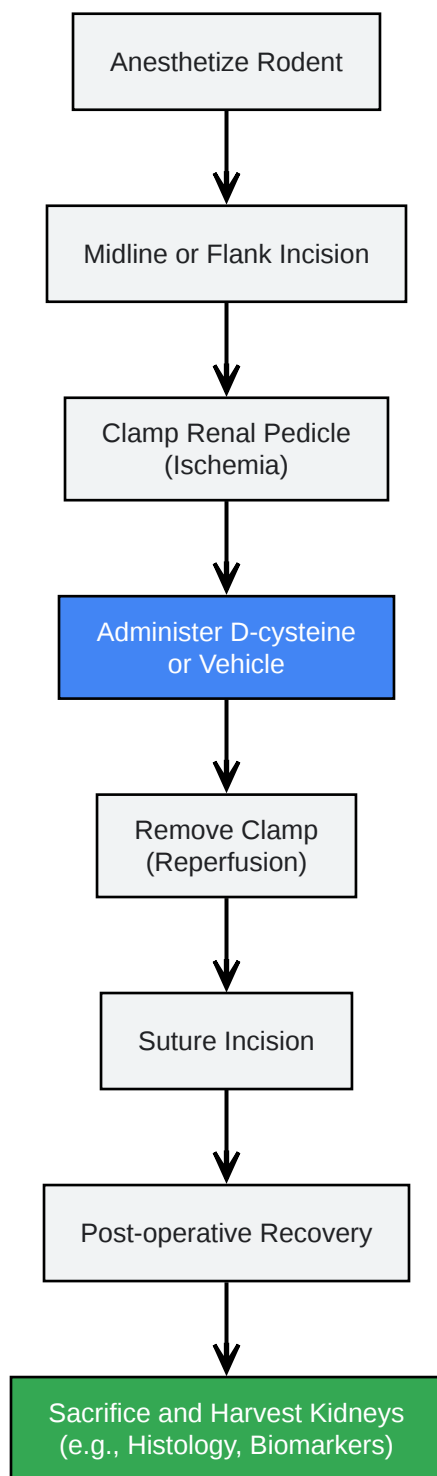 Anesthetize Rodent
Midline or Flank Incision
Clamp Renal Pedicle
(Ischemia)
Administer D-cysteine
or Vehicle
Remove Clamp
(Reperfusion)
Suture Incision
Post-operative Recovery
Sacrifice and Harvest Kidneys
(e.g., Histology, Biomarkers)